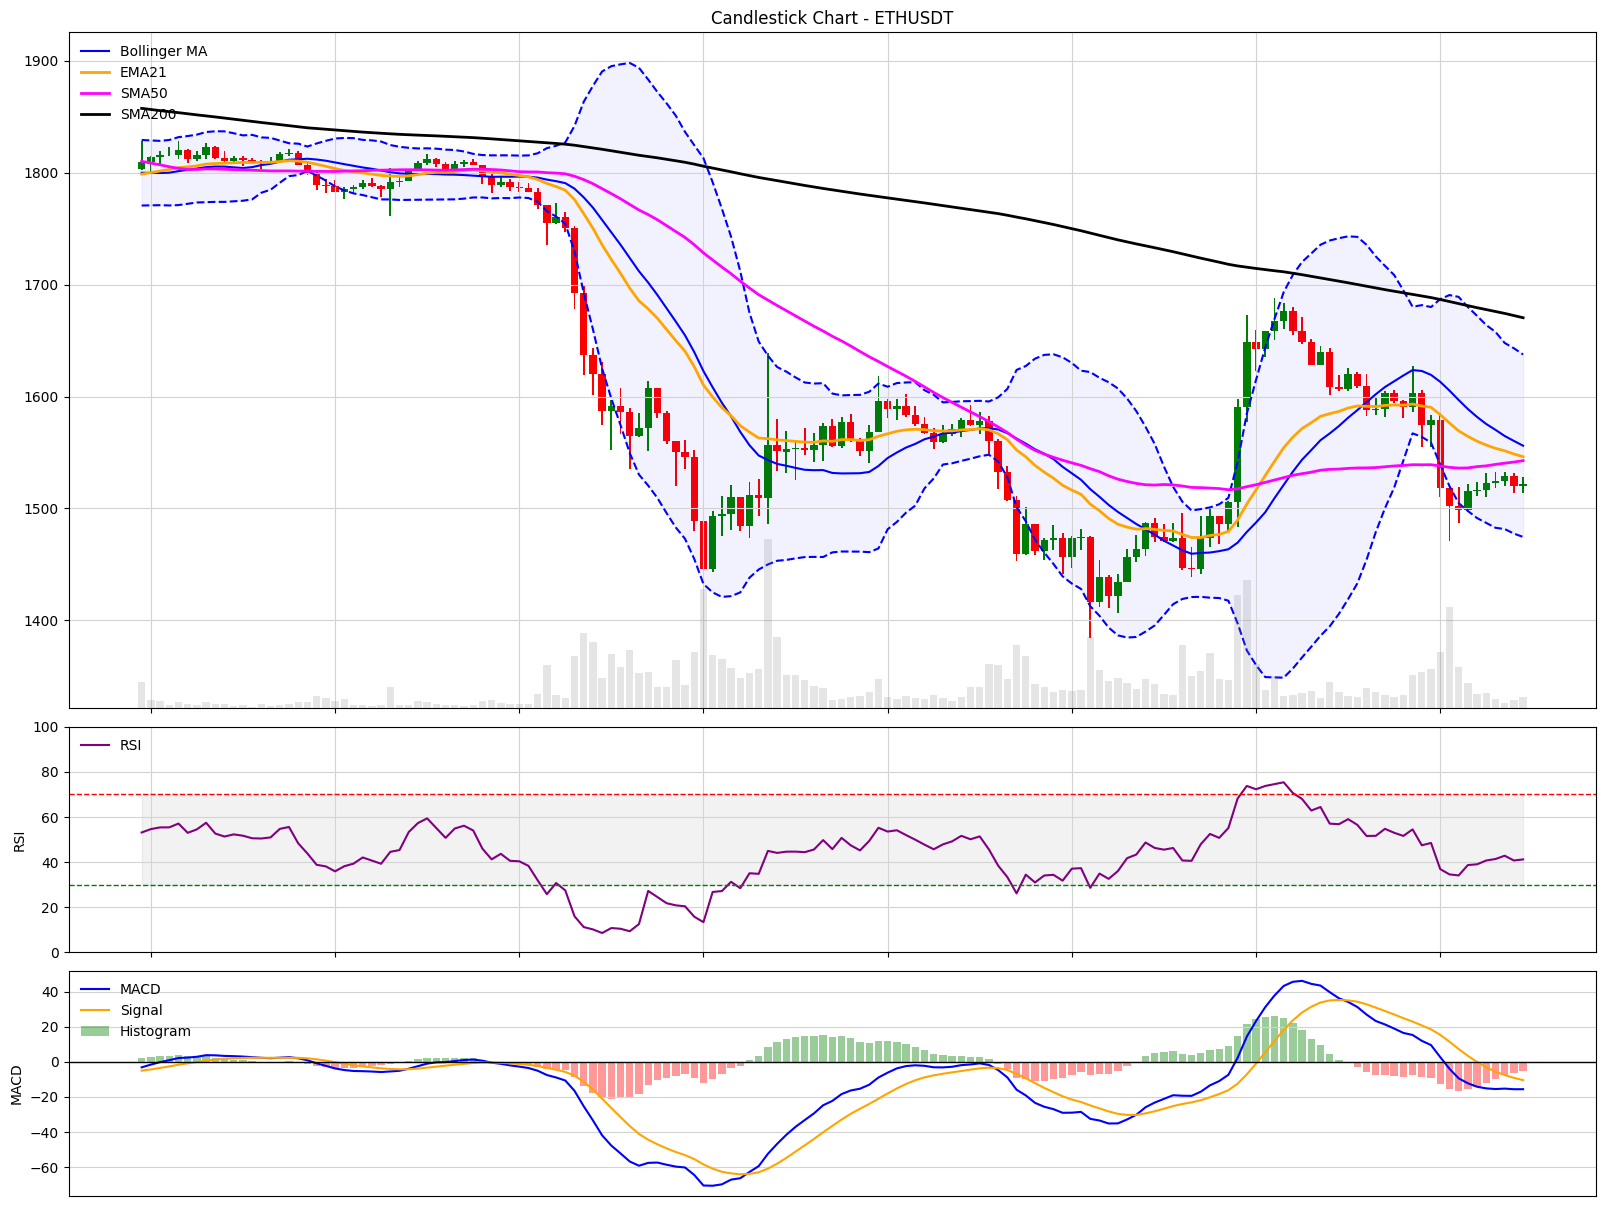 Candlestick Chart - ETHUSDT
Bollinger MA
EMA21
SMA50
SMA200
1900
1800
1700
1600
1500
1400
RSI
100
80
60
40
20
0
RSI
MACD
Signal
Histogram
40
20
0
−20
−40
−60
MACD